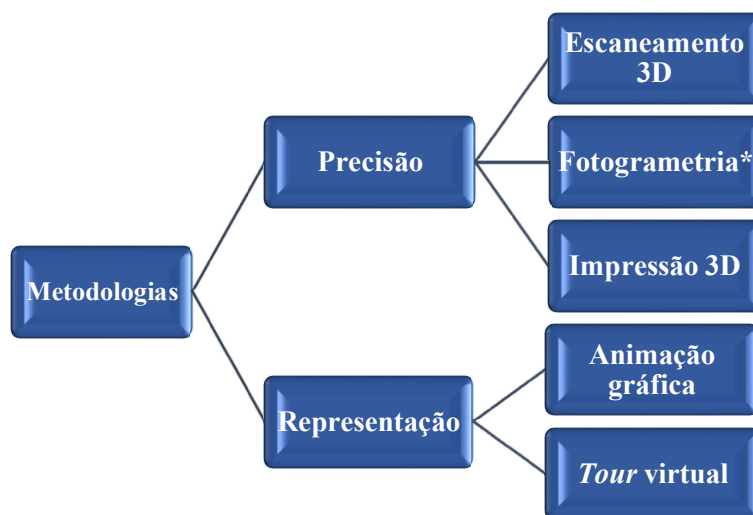 Escaneamento
3D
Precisão
Fotogrametria*
Impressão 3D
Metodologias
Animação
gráfica
Representação
Tour virtual